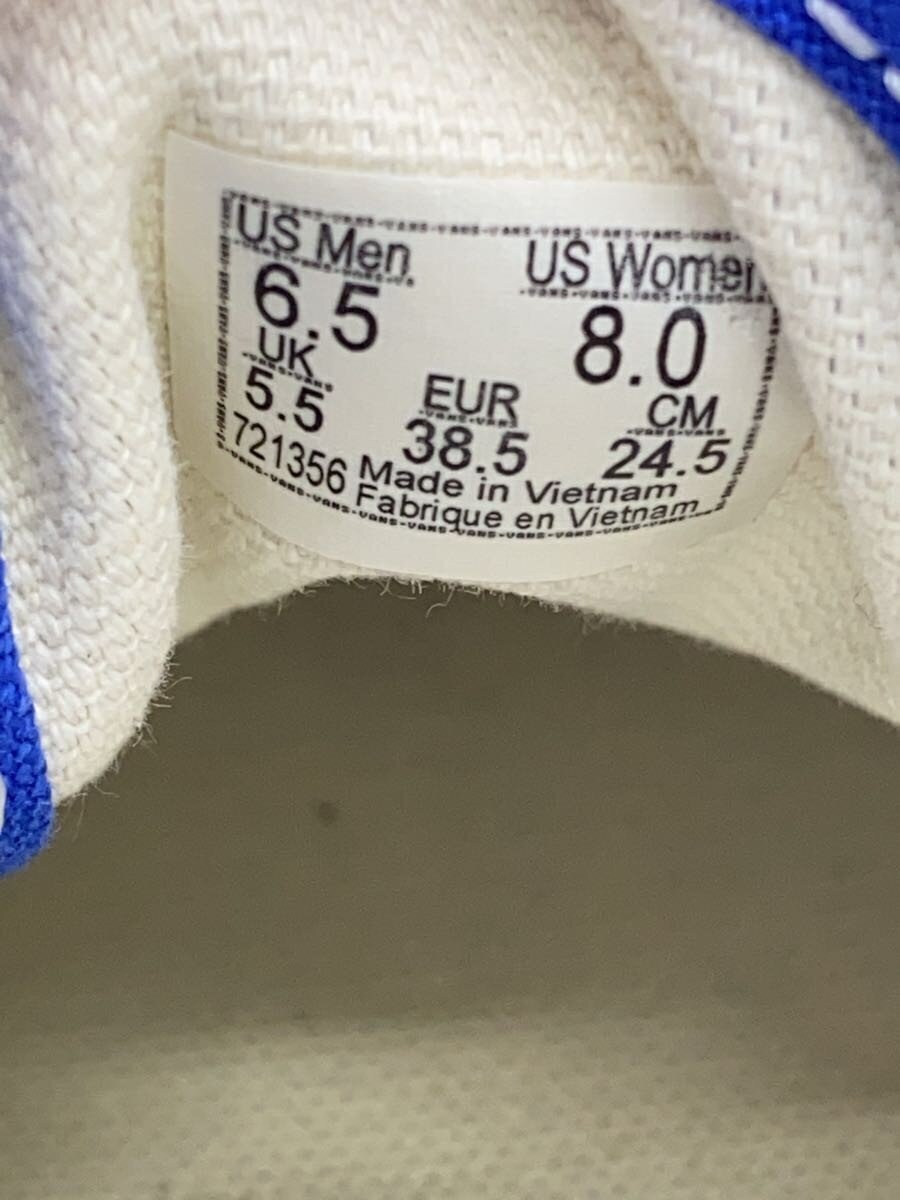 US Men US Women
6.5 8.0
UK EUR CM
5.5 38.5 24.5
721356 Made in Vietnam
Fabrique en Vietnam